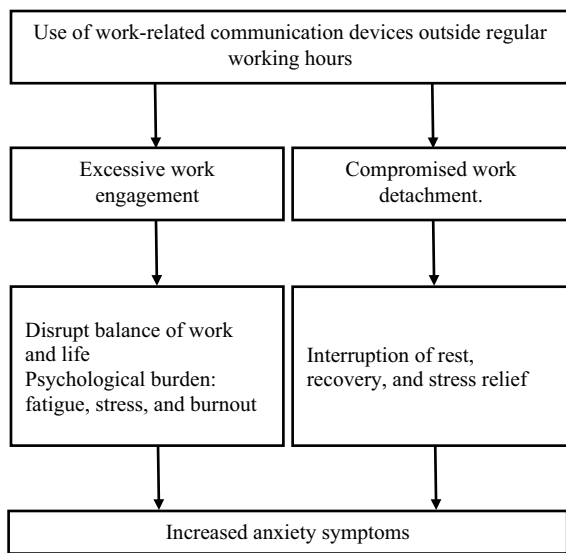 Use of work-related communication devices outside regular
working hours
Excessive work
engagement
Compromised work
detachment.
Disrupt balance of work
and life
Psychological burden:
fatigue, stress, and burnout
Interruption of rest,
recovery, and stress relief
Increased anxiety symptoms